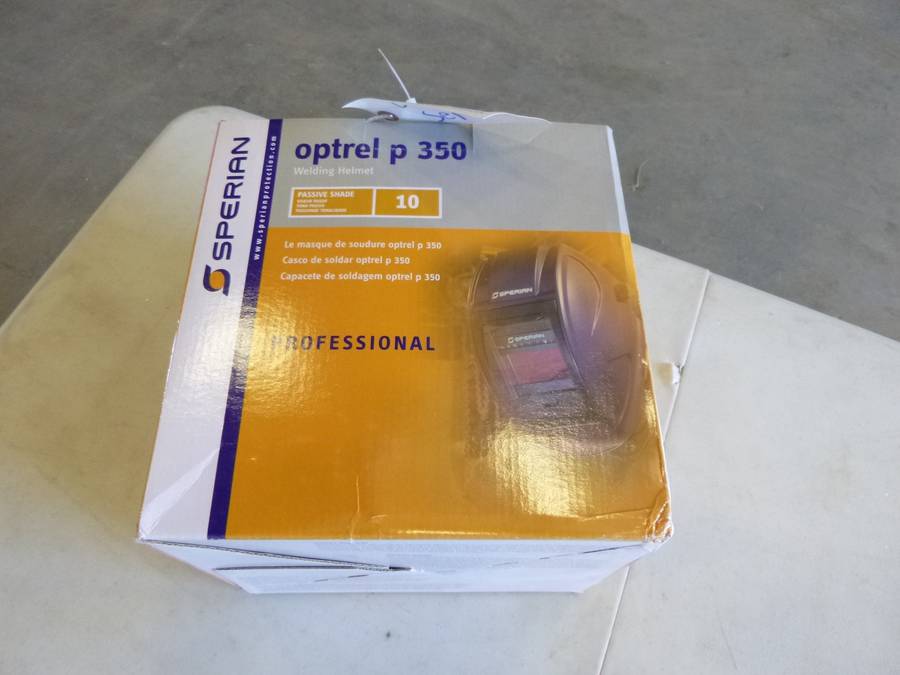 optrel p 350
Welding Helmet
PASSIVE SHADE
10
Le masque de soudure optrel p 350
Casco de soldar optrel p 350
Capacete de soldagem optrel p 350
PROFESSIONAL
SPERIAN
www.sperianprotection.com
SPERIAN
SPERIAN